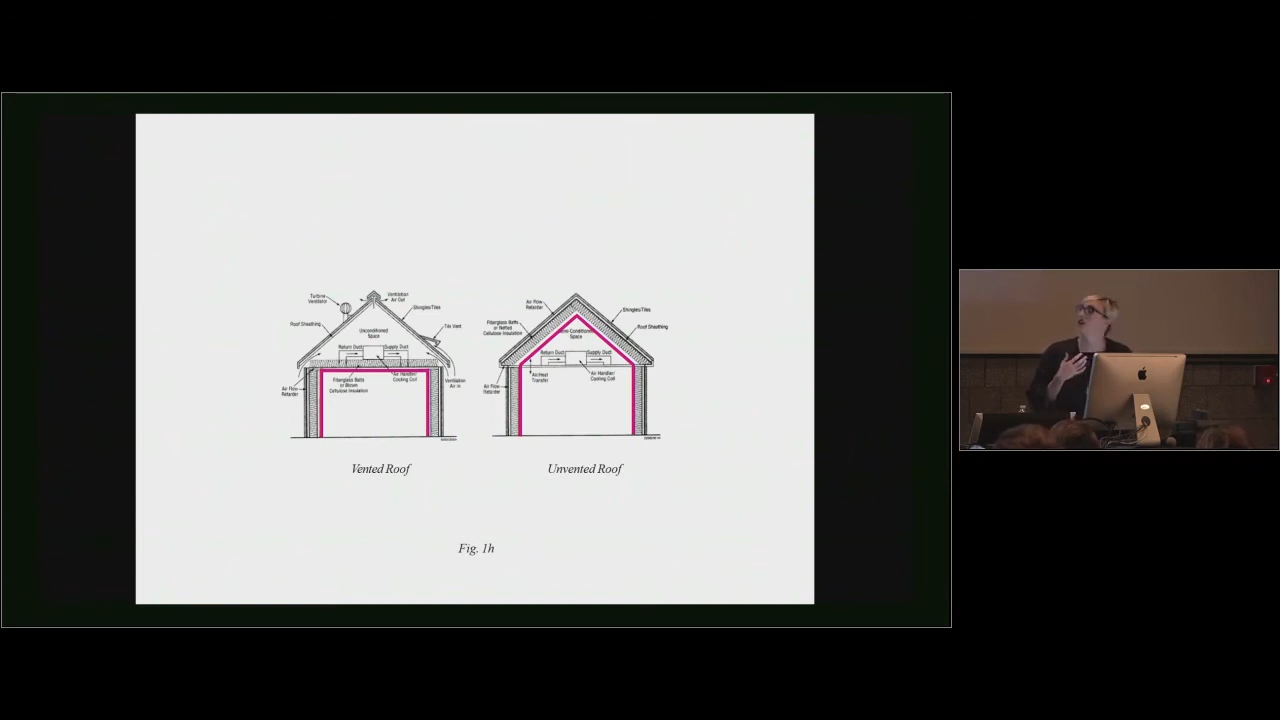 Turbine
Ventilator
Ventilation
Air Out
Shingles/Tiles
Roof Sheathing
Tile Vent
Unconditioned
Space
Return Duct
Supply Duct
Air Handler/
Cooling Coil
Fiberglass Batts
or Blown
Cellulose Insulation
Air Flow
Retarder
Ventilation
Air In
Vented Roof
Air Flow
Retarder
Shingles/Tiles
Fiberglass Batts
or Netted
Cellulose Insulation
Roof Sheathing
Semi-Conditioned
Space
Return Duct
Supply Duct
Air/Heat
Transfer
Air Handler/
Cooling Coil
Air Flow
Retarder
Unvented Roof
Fig. 1h